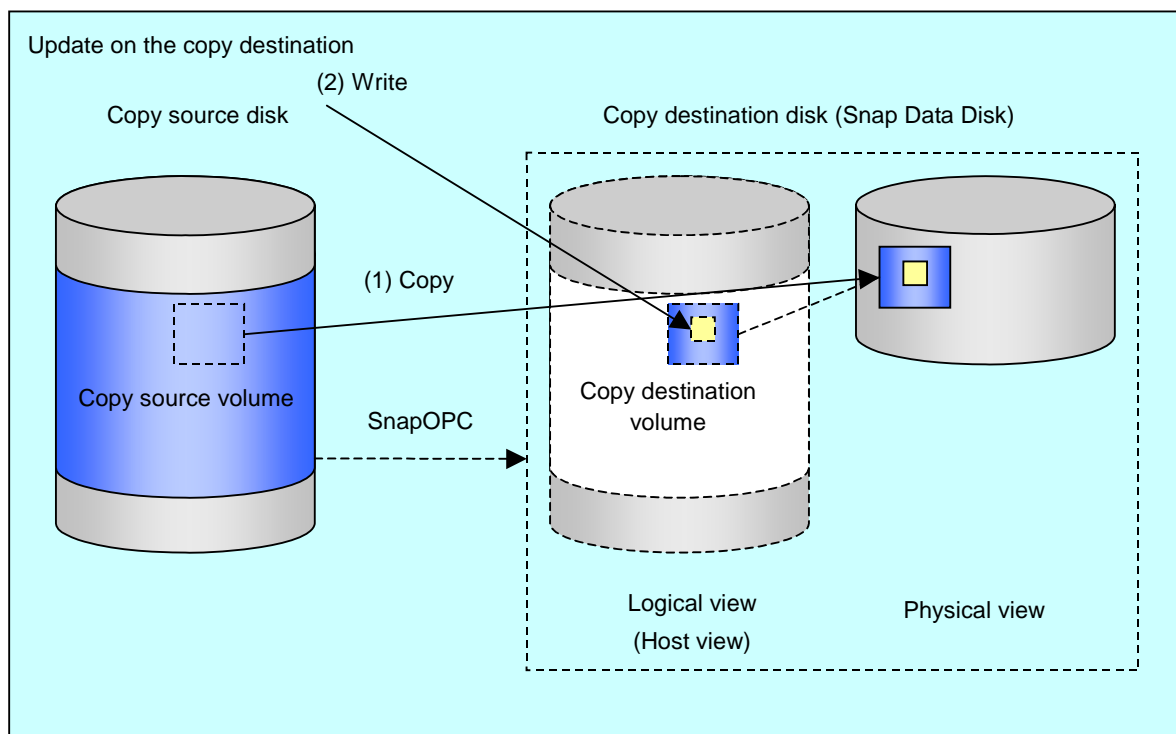 Update on the copy destination
(2) Write
Copy source disk
Copy destination disk (Snap Data Disk)
(1) Copy
Copy source volume
Copy destination
volume
SnapOPC
Logical view
(Host view)
Physical view